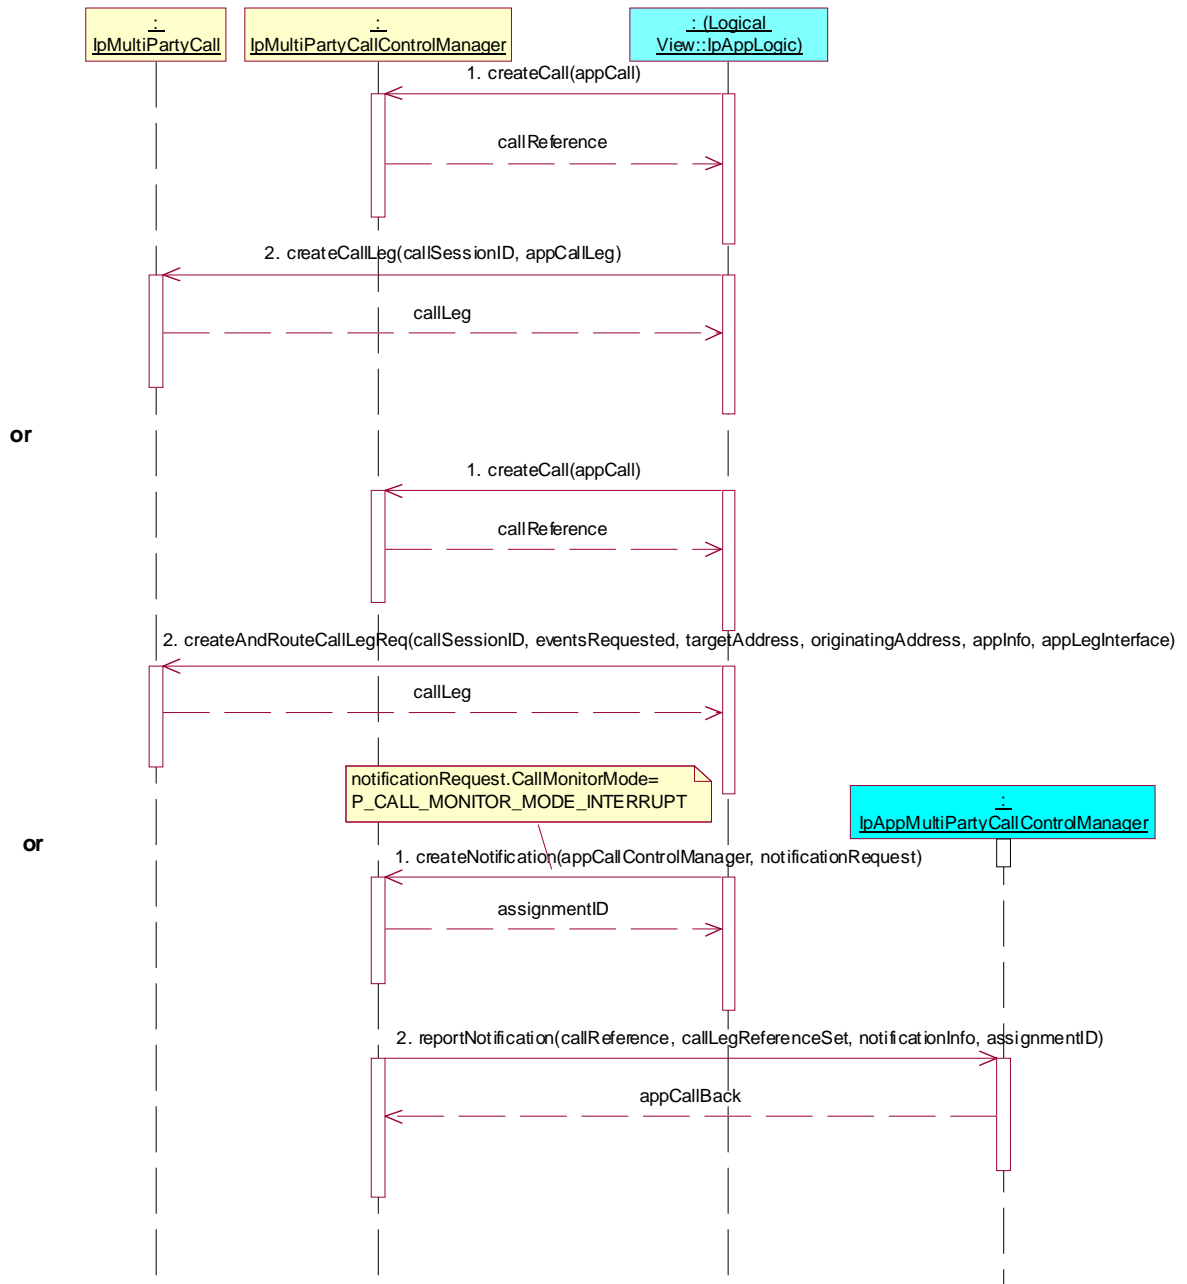 :
IpMultiPartyCall
:
IpMultiPartyCallControlManager
: (Logical
View::IpAppLogic)
1. createCall(appCall)
callReference
2. createCallLeg(callSessionID, appCallLeg)
callLeg
or
1. createCall(appCall)
callReference
2. createAndRouteCallLegReq(callSessionID, eventsRequested, targetAddress, originatingAddress, appInfo, appLegInterface)
callLeg
notificationRequest.CallMonitorMode=
P_CALL_MONITOR_MODE_INTERRUPT
:
IpAppMultiPartyCallControlManager
or
1. createNotification(appCallControlManager, notificationRequest)
assignmentID
2. reportNotification(callReference, callLegReferenceSet, notificationInfo, assignmentID)
appCallBack